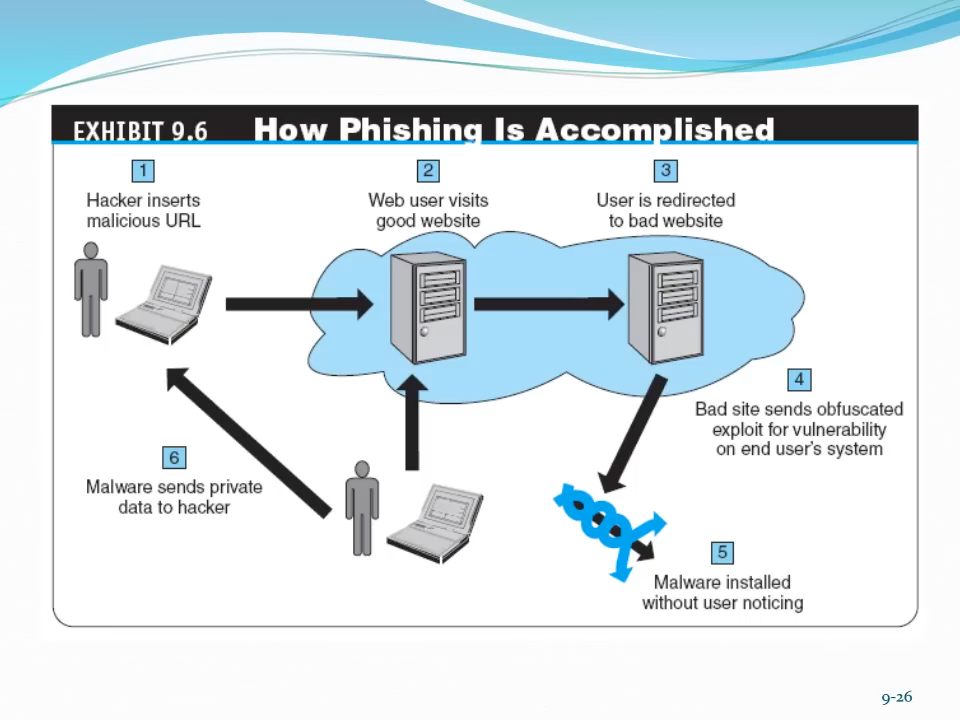 EXHIBIT 9.6 How Phishing Is Accomplished
1
Hacker inserts
malicious URL
2
Web user visits
good website
3
User is redirected
to bad website
4
Bad site sends obfuscated
exploit for vulnerability
on end user's system
5
Malware installed
without user noticing
6
Malware sends private
data to hacker
9-26